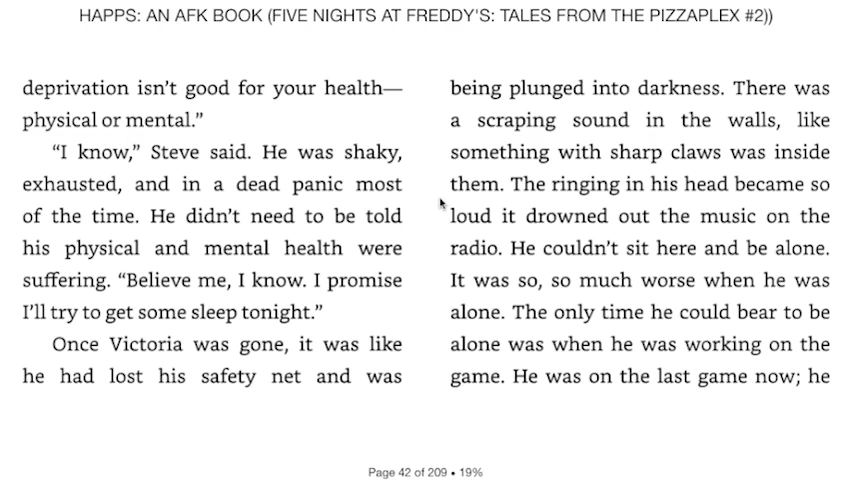 HAPPS: AN AFK BOOK (FIVE NIGHTS AT FREDDY'S: TALES FROM THE PIZZAPLEX #2))
deprivation isn’t good for your health—
physical or mental.”
“I know,” Steve said. He was shaky,
exhausted, and in a dead panic most
of the time. He didn’t need to be told
his physical and mental health were
suffering. “Believe me, I know. I promise
I’ll try to get some sleep tonight.”
Once Victoria was gone, it was like
he had lost his safety net and was
being plunged into darkness. There was
a scraping sound in the walls, like
something with sharp claws was inside
them. The ringing in his head became so
loud it drowned out the music on the
radio. He couldn’t sit here and be alone.
It was so, so much worse when he was
alone. The only time he could bear to be
alone was when he was working on the
game. He was on the last game now; he
Page 42 of 209 • 19%